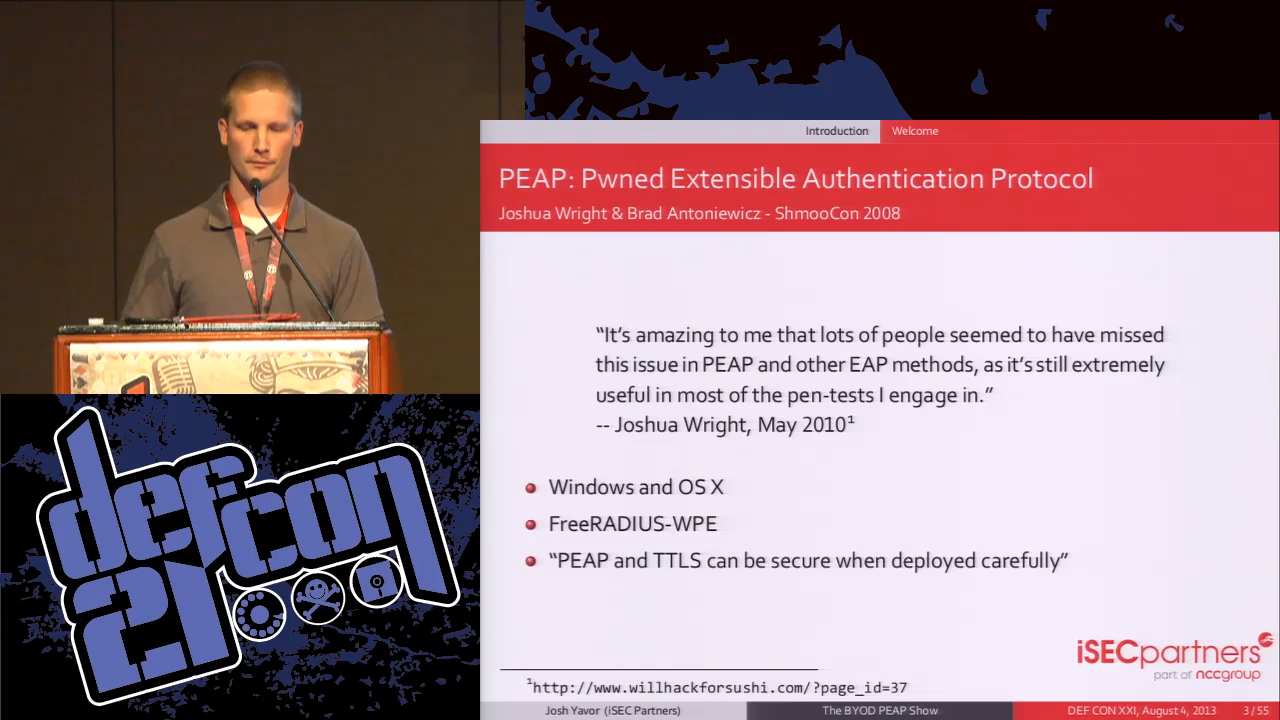 Introduction
Welcome
PEAP: Pwned Extensible Authentication Protocol
Joshua Wright & Brad Antoniewicz - ShmooCon 2008
“It’s amazing to me that lots of people seemed to have missed
this issue in PEAP and other EAP methods, as it’s still extremely
useful in most of the pen-tests I engage in.”
-- Joshua Wright, May 2010¹
Windows and OS X
FreeRADIUS-WPE
“PEAP and TTLS can be secure when deployed carefully”
iSECpartners
part of nccgroup
¹http://www.willhackforsushi.com/?page_id=37
Josh Yavor (iSEC Partners)
The BYOD PEAP Show
DEF CON XXI, August 4, 2013
3 / 55
defcon
21